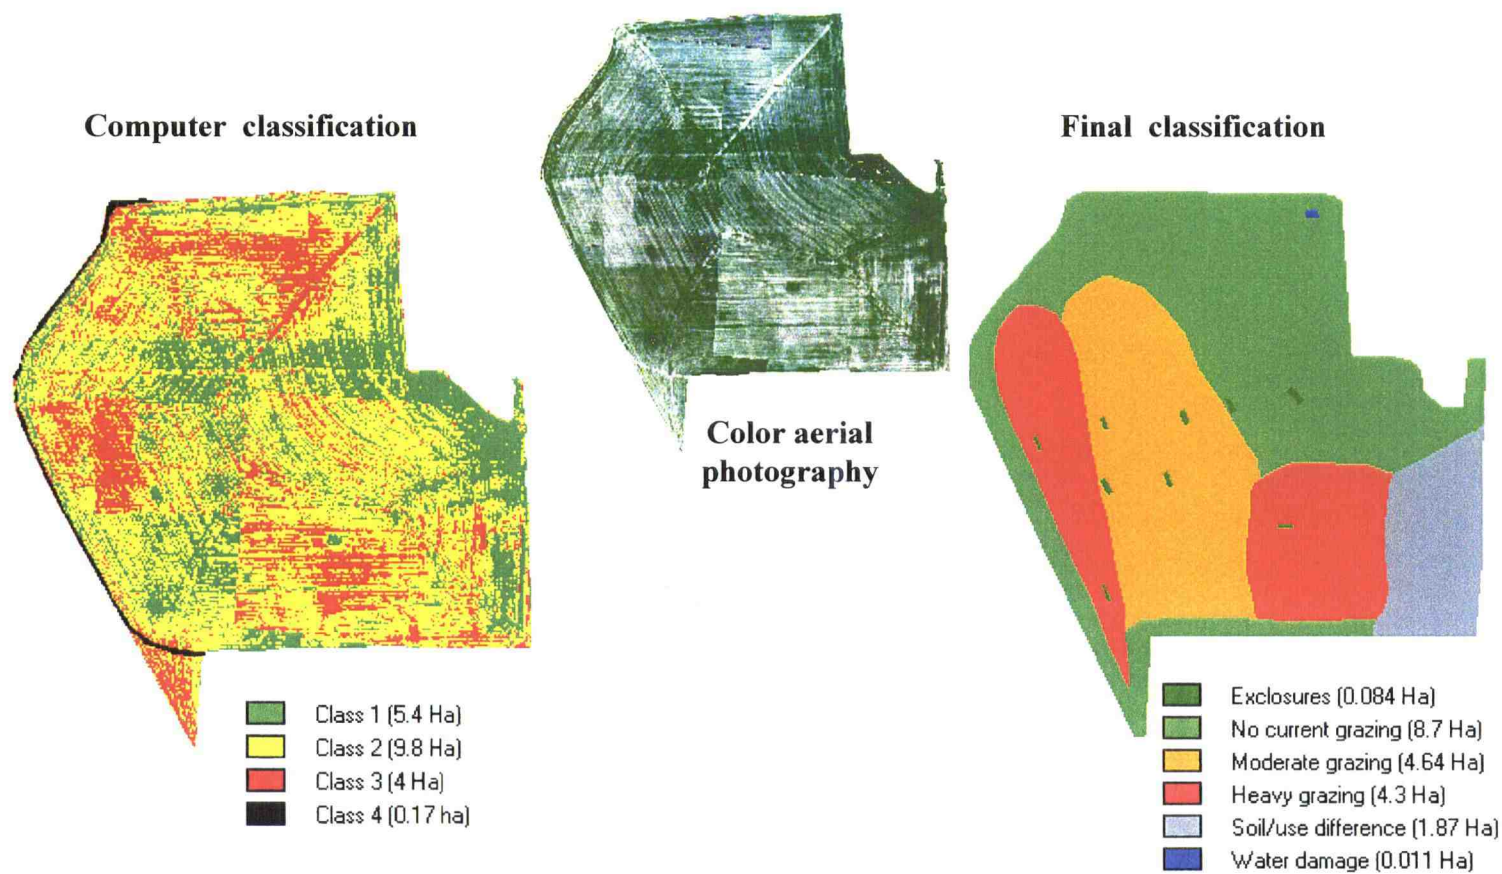 Computer classification
Final classification
Color aerial
photography
Class 1 (5.4 Ha)
Class 2 (9.8 Ha)
Class 3 (4 Ha)
Class 4 (0.17 ha)
Exclosures (0.084 Ha)
No current grazing (8.7 Ha)
Moderate grazing (4.64 Ha)
Heavy grazing (4.3 Ha)
Soil/use difference (1.87 Ha)
Water damage (0.011 Ha)